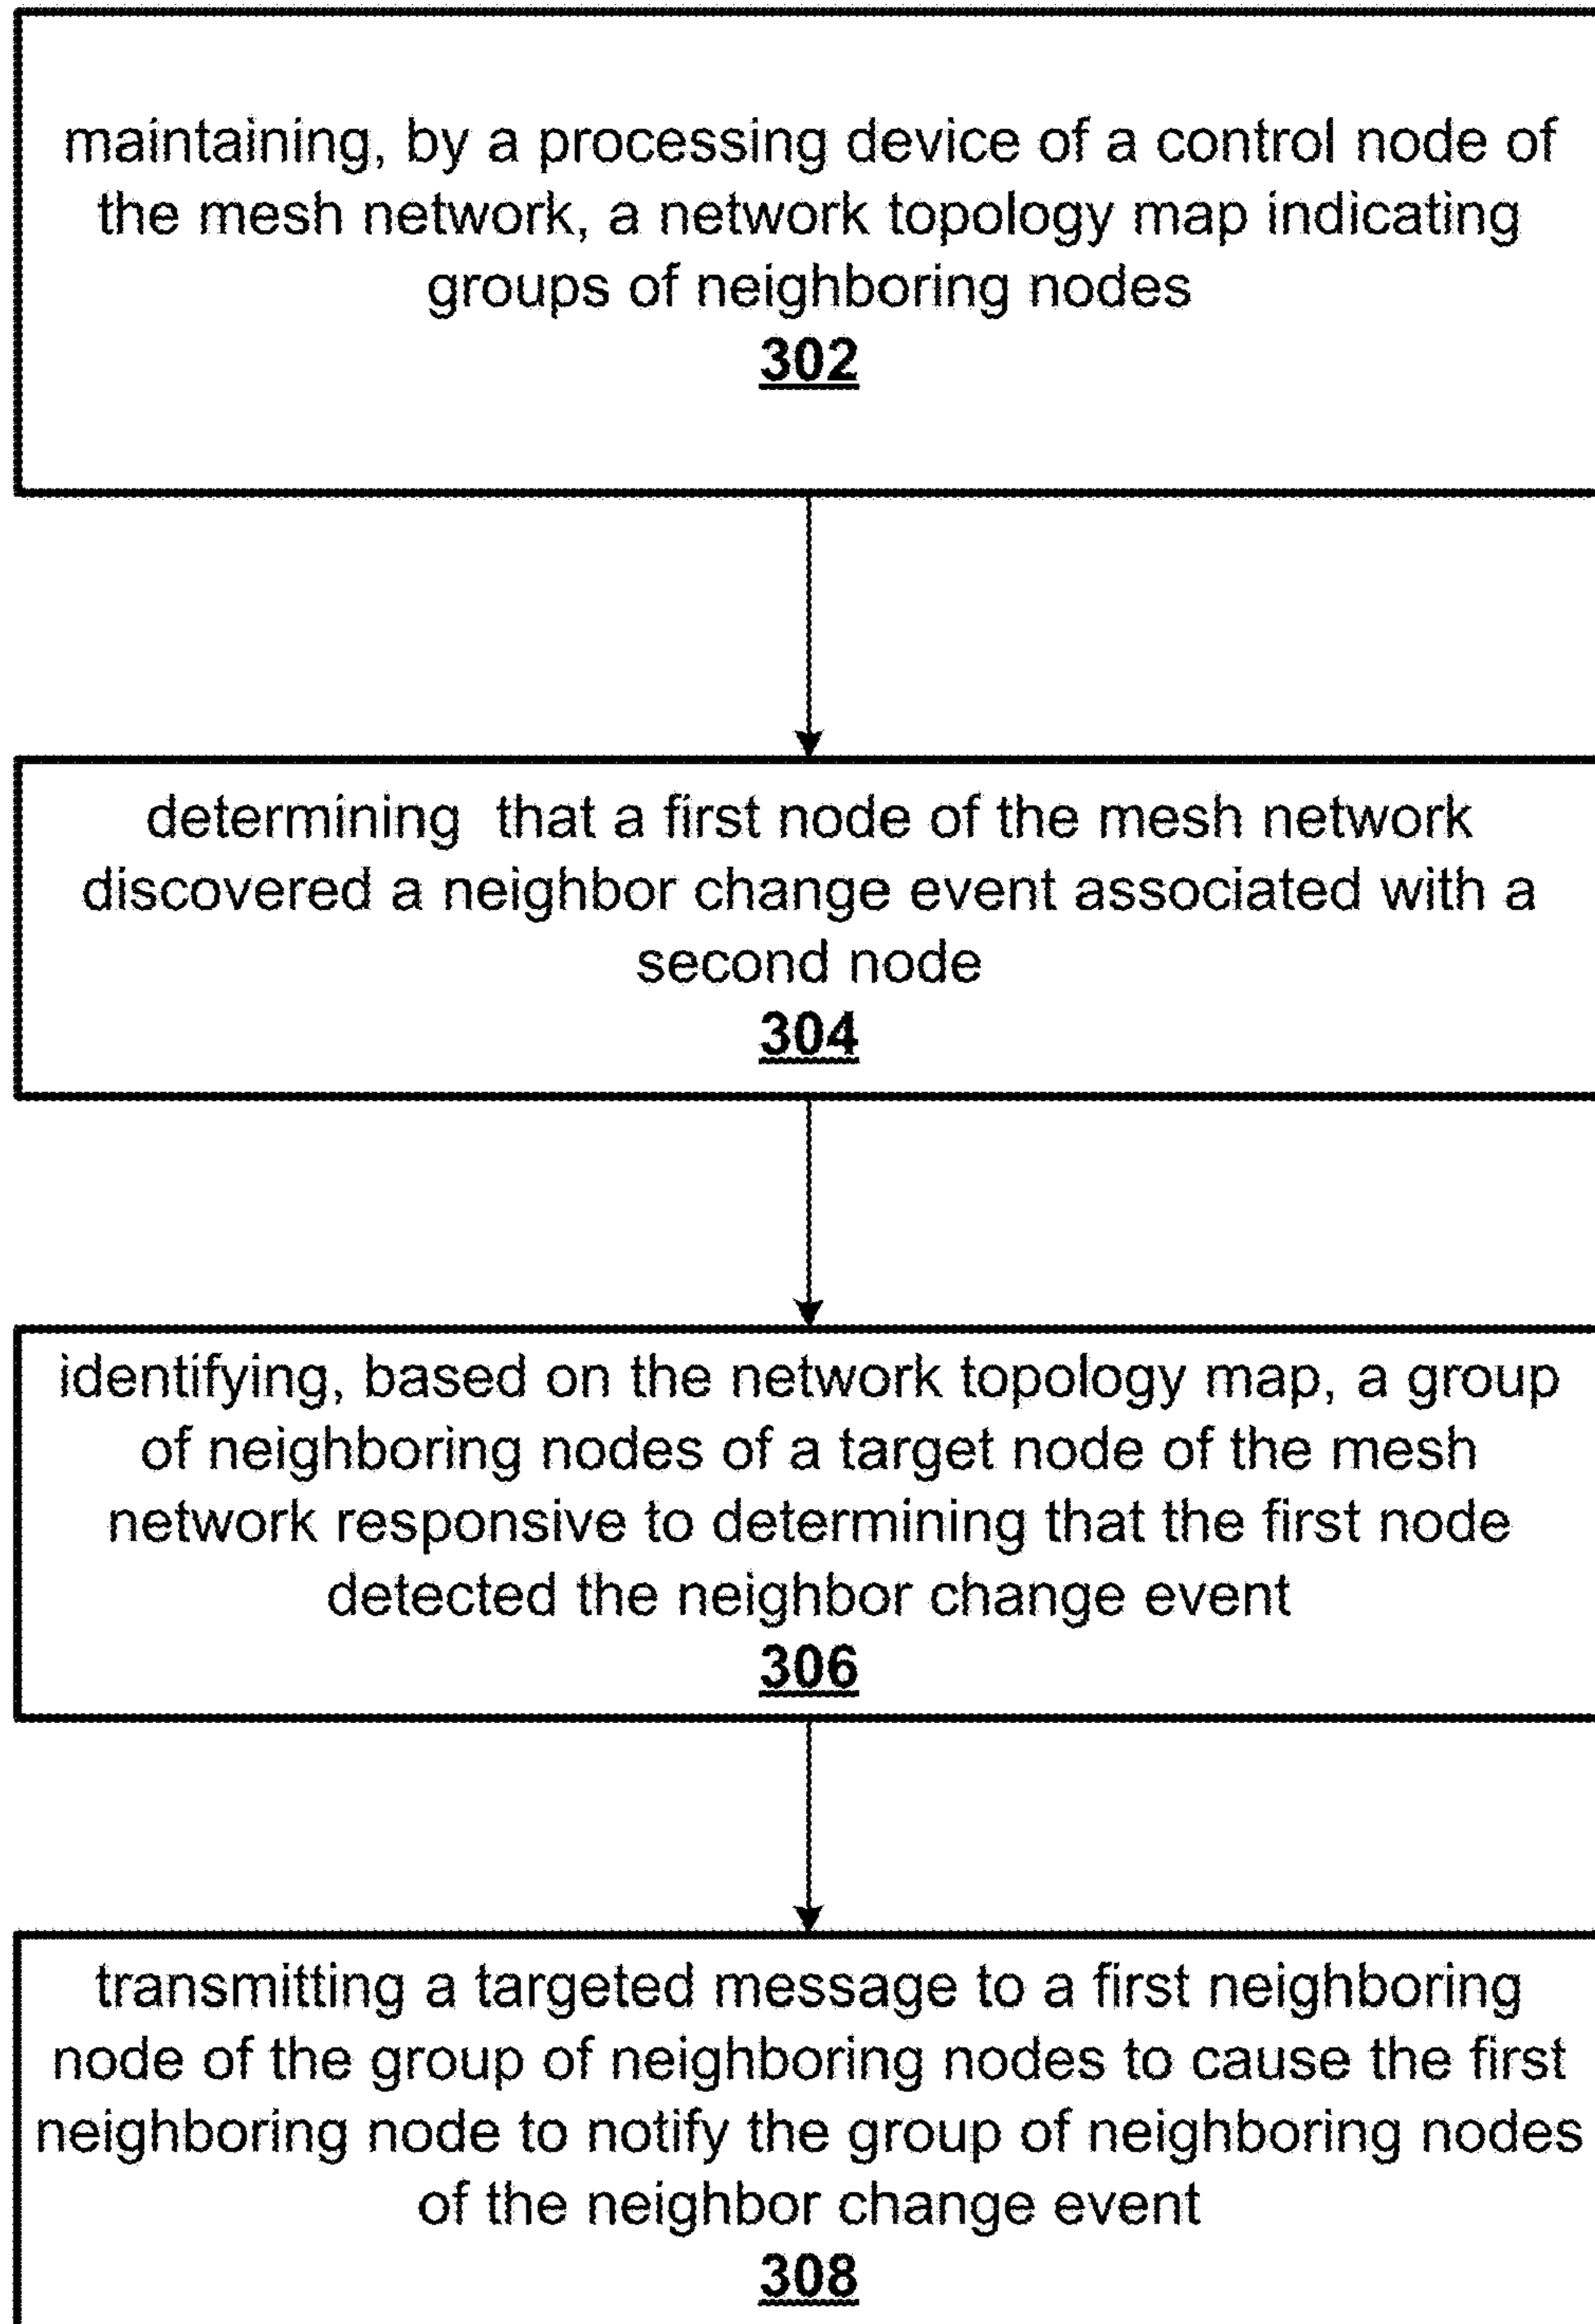 maintaining, by a processing device of a control node of
the mesh network, a network topology map indicating
groups of neighboring nodes
302
determining that a first node of the mesh network
discovered a neighbor change event associated with a
second node
304
identifying, based on the network topology map, a group
of neighboring nodes of a target node of the mesh
network responsive to determining that the first node
detected the neighbor change event
306
transmitting a targeted message to a first neighboring
node of the group of neighboring nodes to cause the first
neighboring node to notify the group of neighboring nodes
of the neighbor change event
308